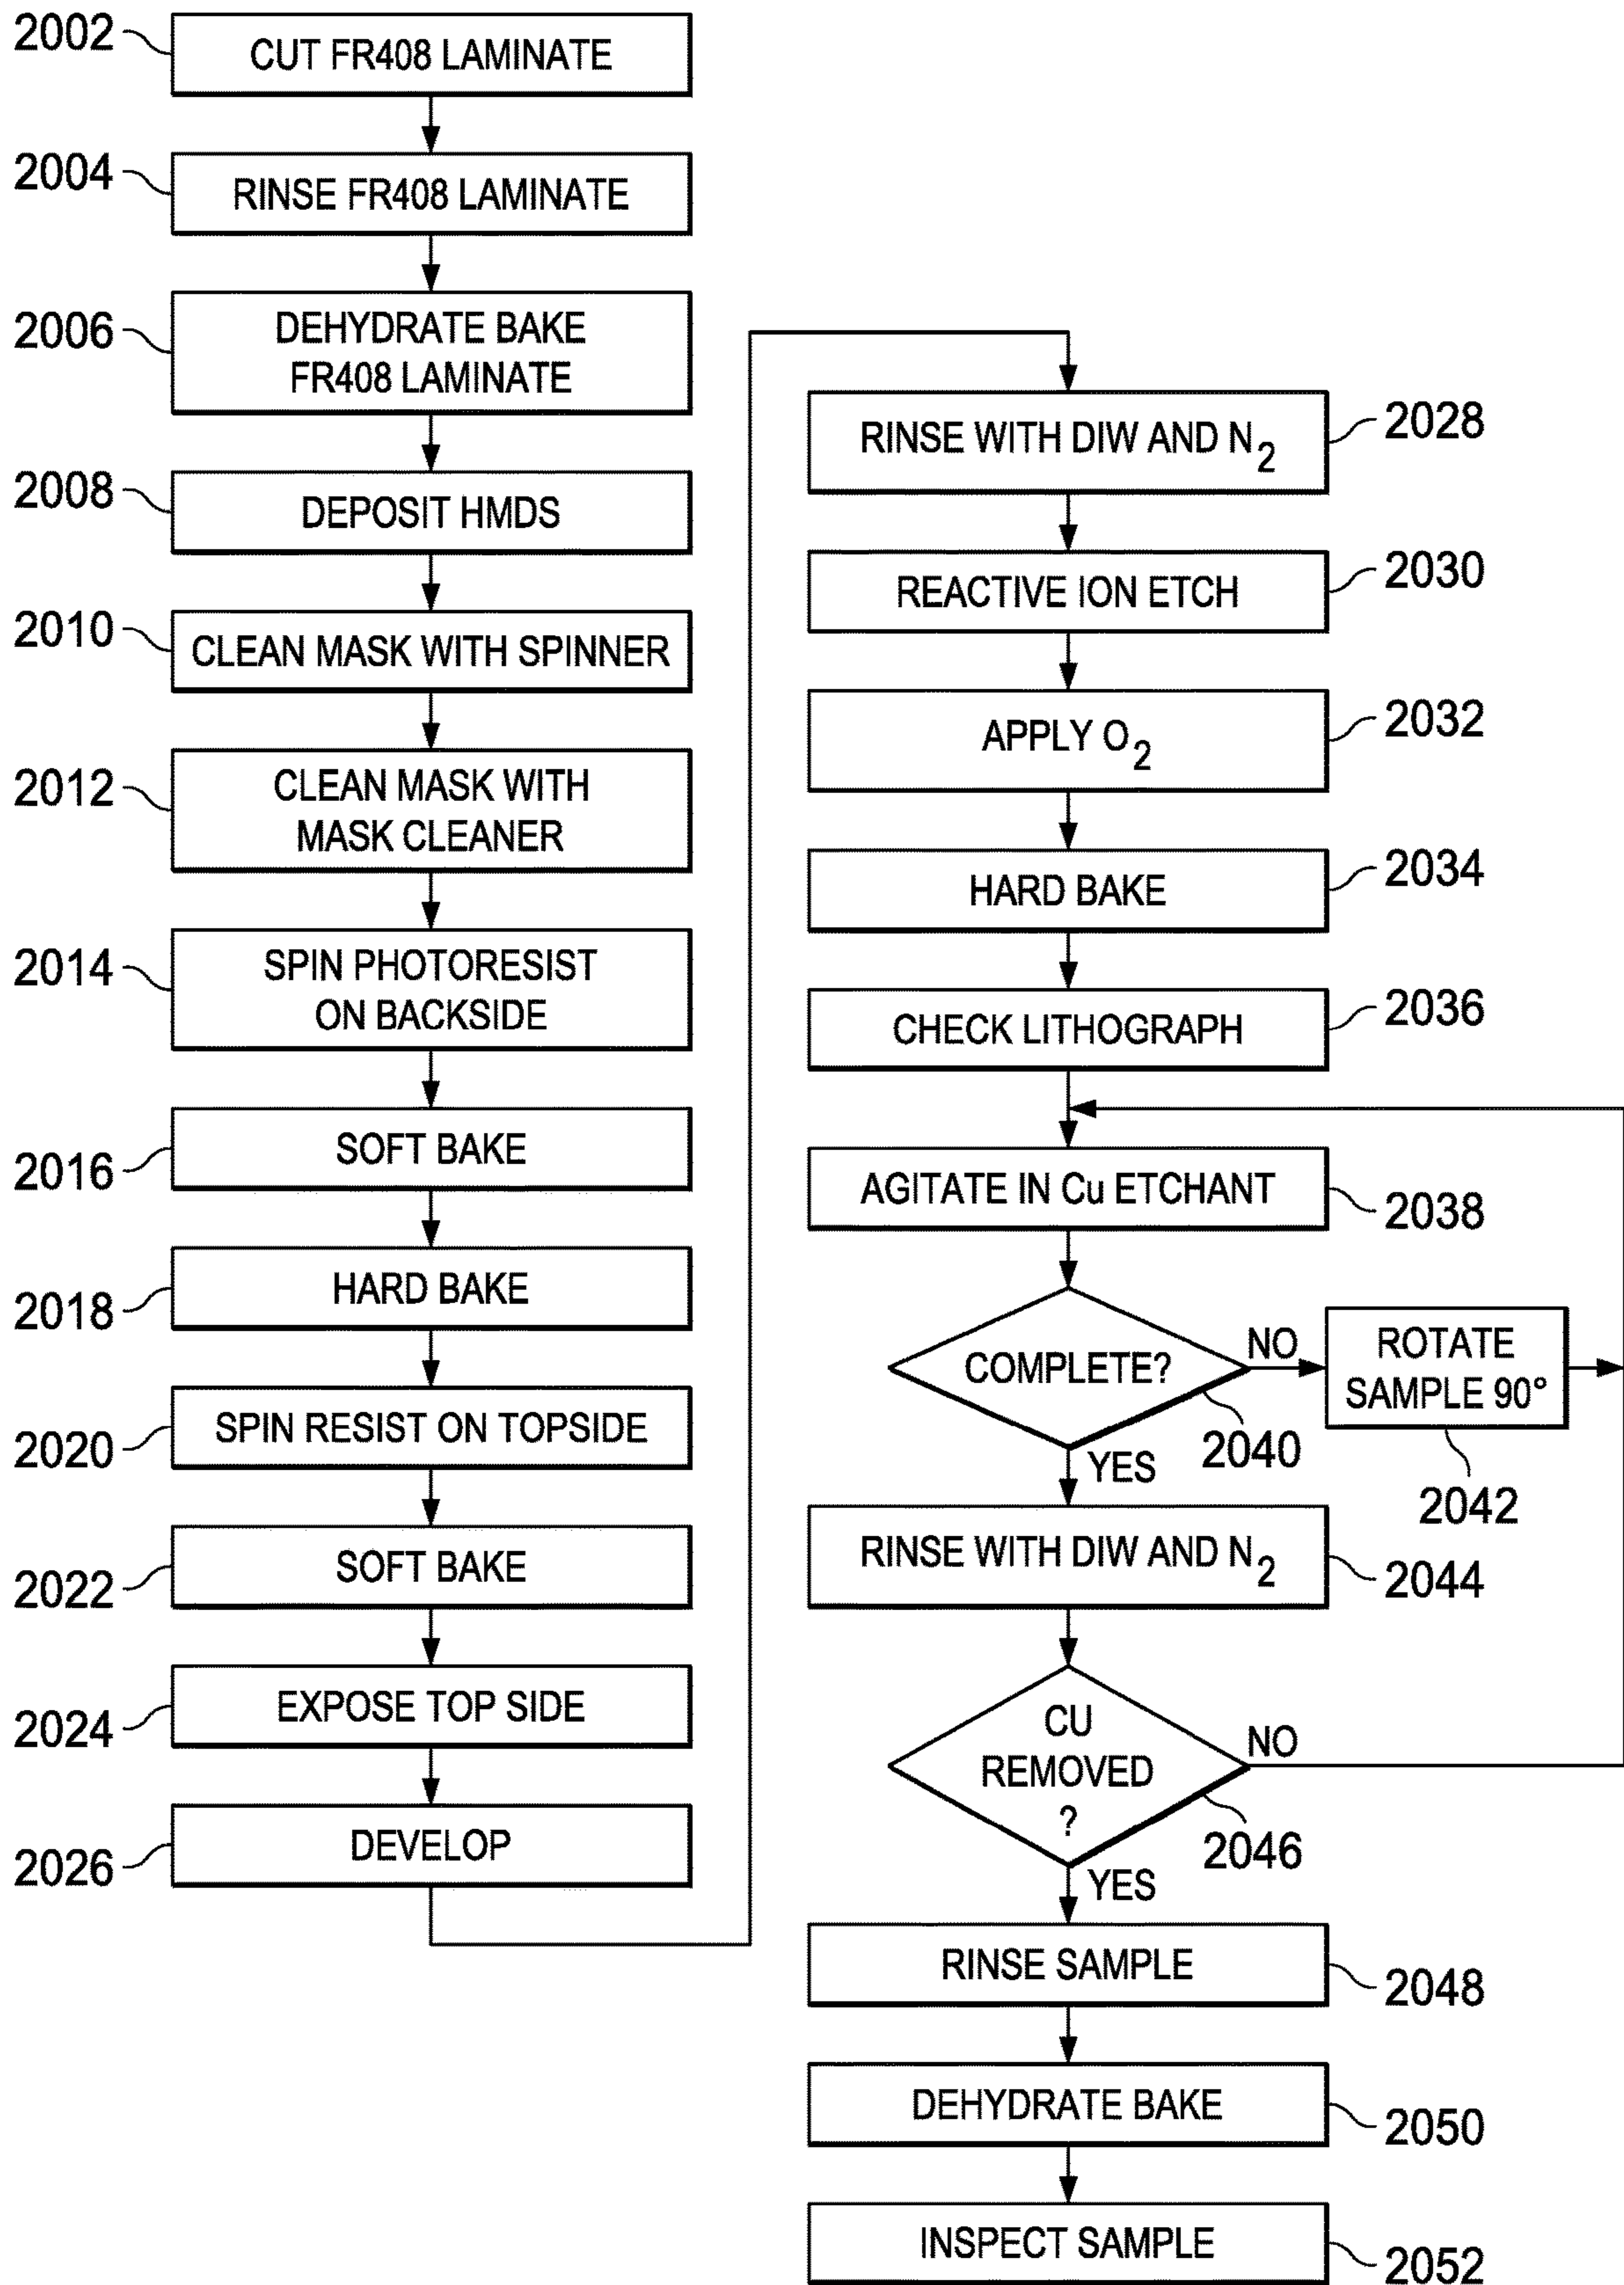 2002
CUT FR408 LAMINATE
2004
RINSE FR408 LAMINATE
2006
DEHYDRATE BAKE
FR408 LAMINATE
2008
DEPOSIT HMDS
2010
CLEAN MASK WITH SPINNER
2012
CLEAN MASK WITH
MASK CLEANER
2014
SPIN PHOTORESIST
ON BACKSIDE
2016
SOFT BAKE
2018
HARD BAKE
2020
SPIN RESIST ON TOPSIDE
2022
SOFT BAKE
2024
EXPOSE TOP SIDE
2026
DEVELOP
RINSE WITH DIW AND N2
2028
REACTIVE ION ETCH
2030
APPLY O2
2032
HARD BAKE
2034
CHECK LITHOGRAPH
2036
AGITATE IN Cu ETCHANT
2038
COMPLETE?
2040
NO
ROTATE
SAMPLE 90°
2042
YES
RINSE WITH DIW AND N2
2044
CU
REMOVED
?
2046
NO
YES
RINSE SAMPLE
2048
DEHYDRATE BAKE
2050
INSPECT SAMPLE
2052